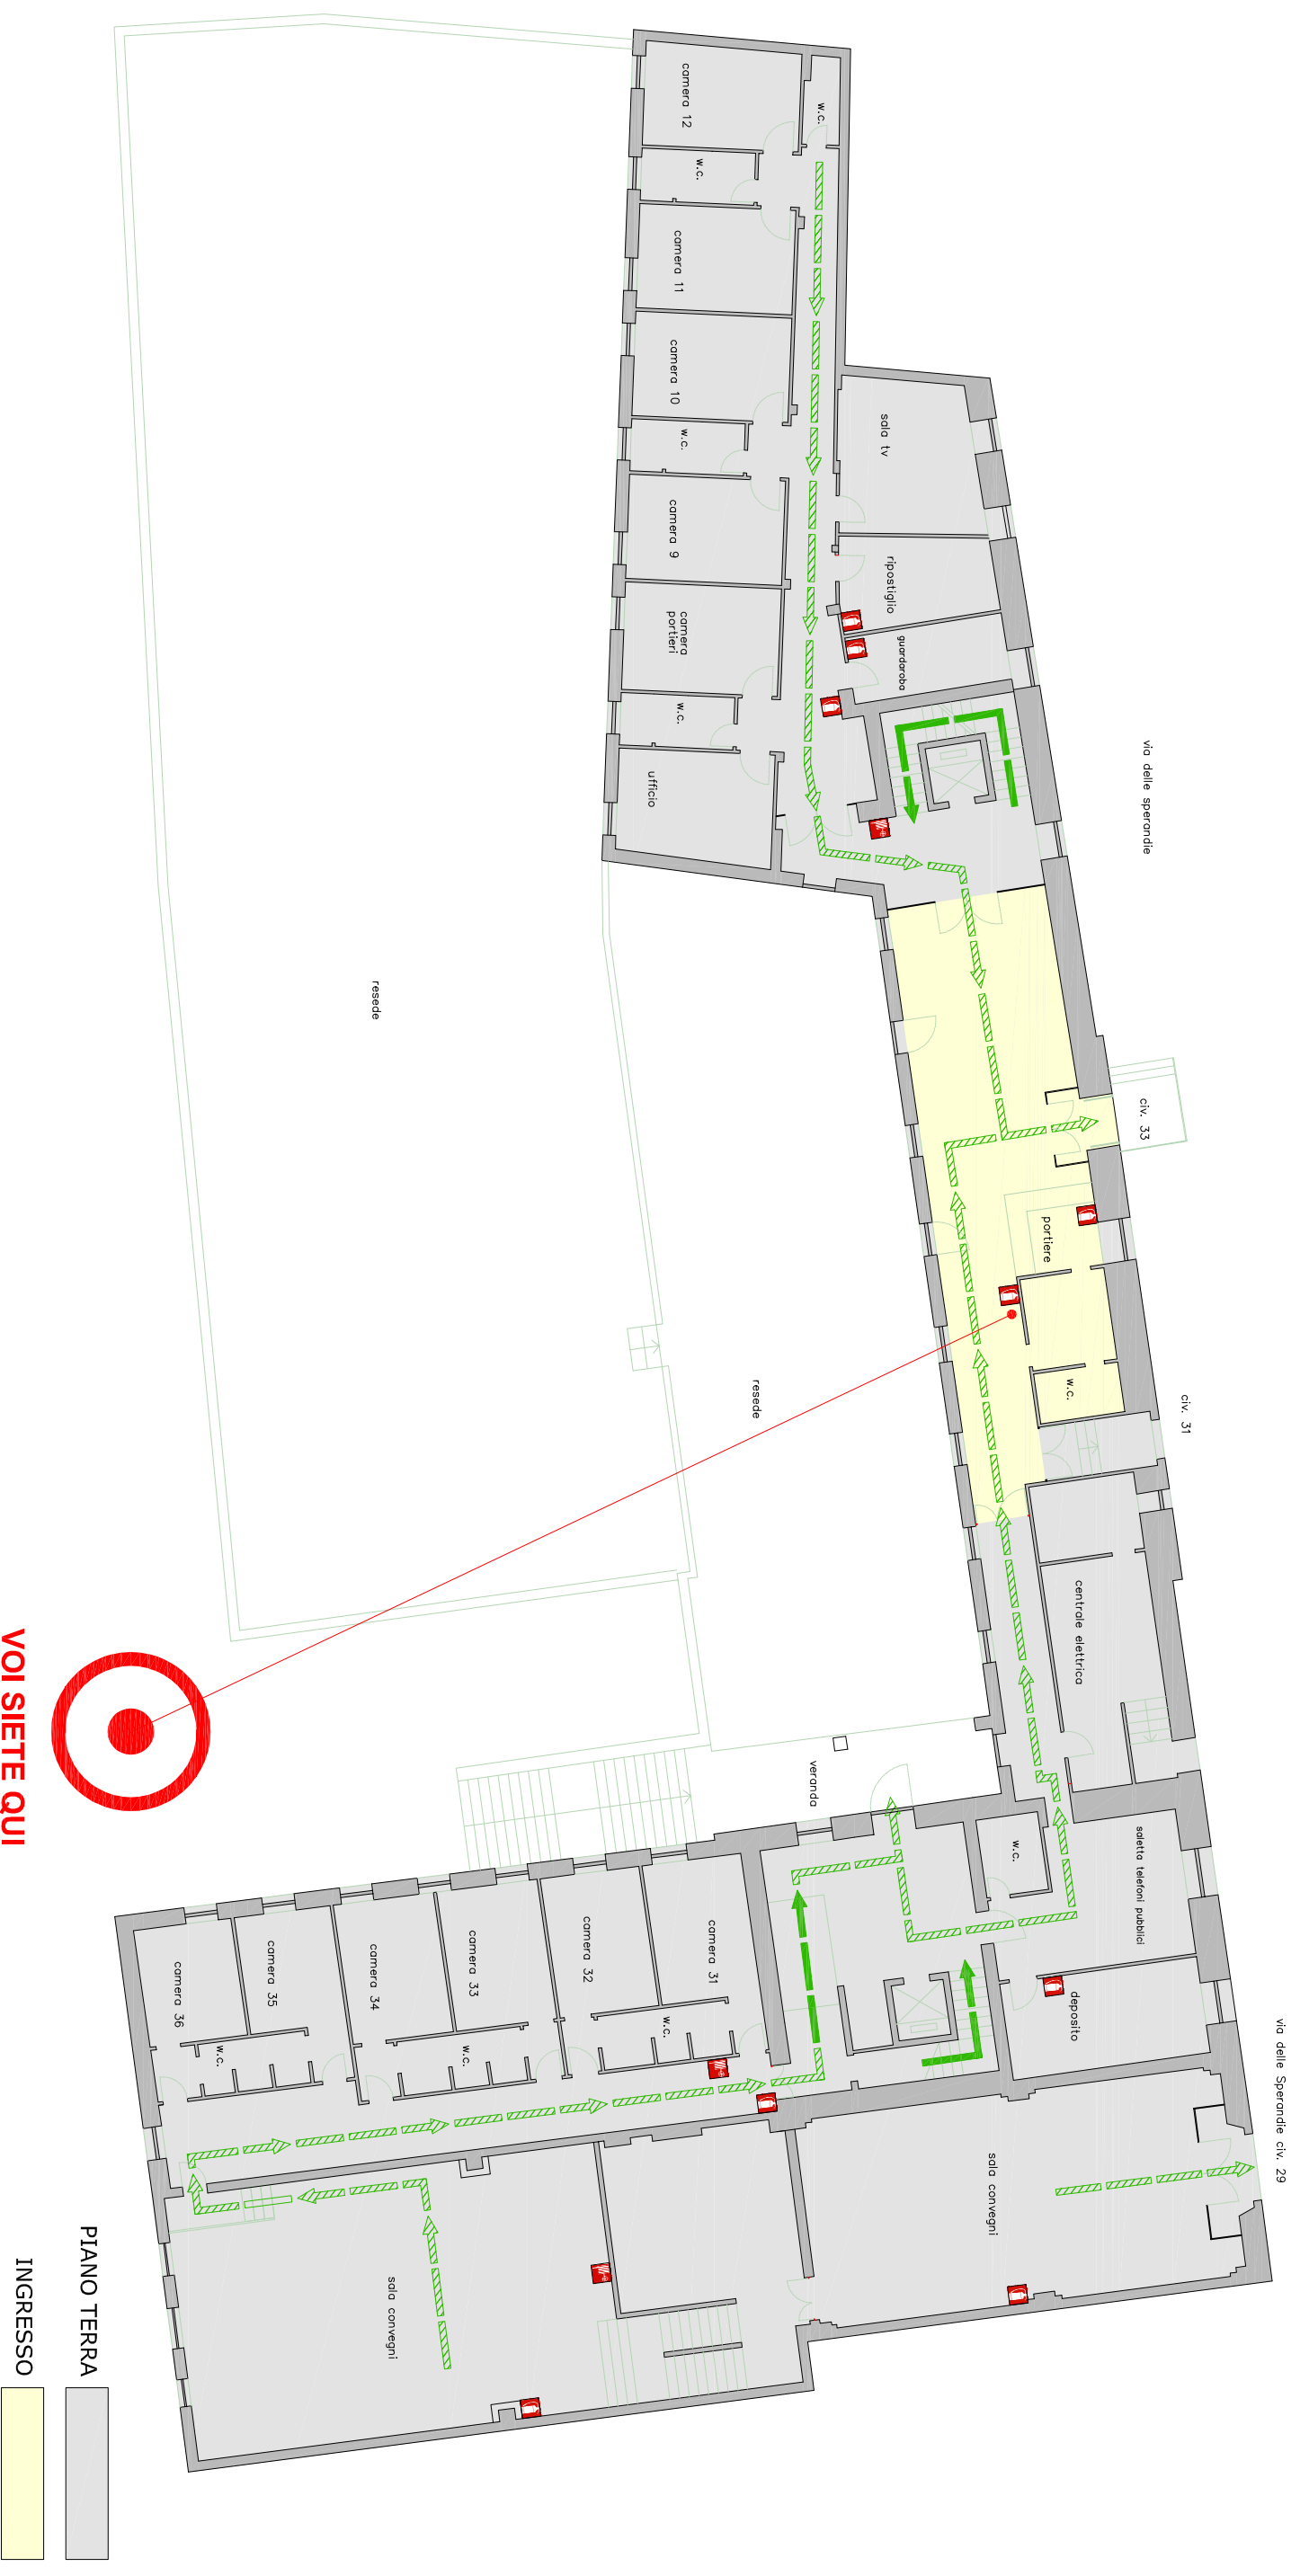 camera 12
w.c.
w.c.
camera 11
camera 10
w.c.
camera 9
camera
portieri
w.c.
ufficio
sala tv
ripostiglio
guardaroba
via delle sperandie
resede
civ. 33
portiere
w.c.
civ. 31
resede
centrale elettrica
veranda
w.c.
saletta telefoni pubblici
deposito
via delle Sperandie civ. 29
camera 31
w.c.
camera 32
camera 33
w.c.
camera 34
camera 35
w.c.
camera 36
sala convegni
sala convegni
VOI SIETE QUI
PIANO TERRA
INGRESSO